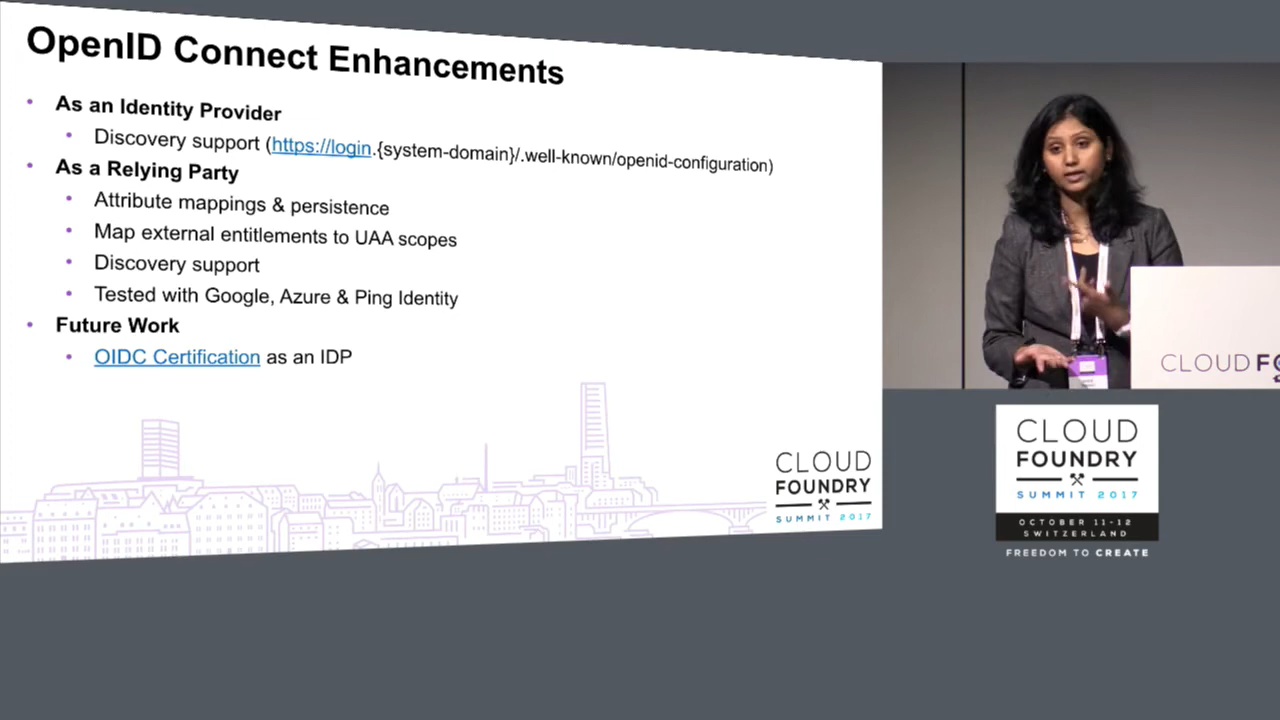 OpenID Connect Enhancements
• As an Identity Provider
• Discovery support (https://login.{system-domain}/.well-known/openid-configuration)
• As a Relying Party
• Attribute mappings & persistence
• Map external entitlements to UAA scopes
• Discovery support
• Tested with Google, Azure & Ping Identity
• Future Work
• OIDC Certification as an IDP
CLOUD
FOUNDRY
SUMMIT 2017
CLOUD FO
CLOUD
FOUNDRY
SUMMIT 2017
OCTOBER 11-12
SWITZERLAND
FREEDOM TO CREATE